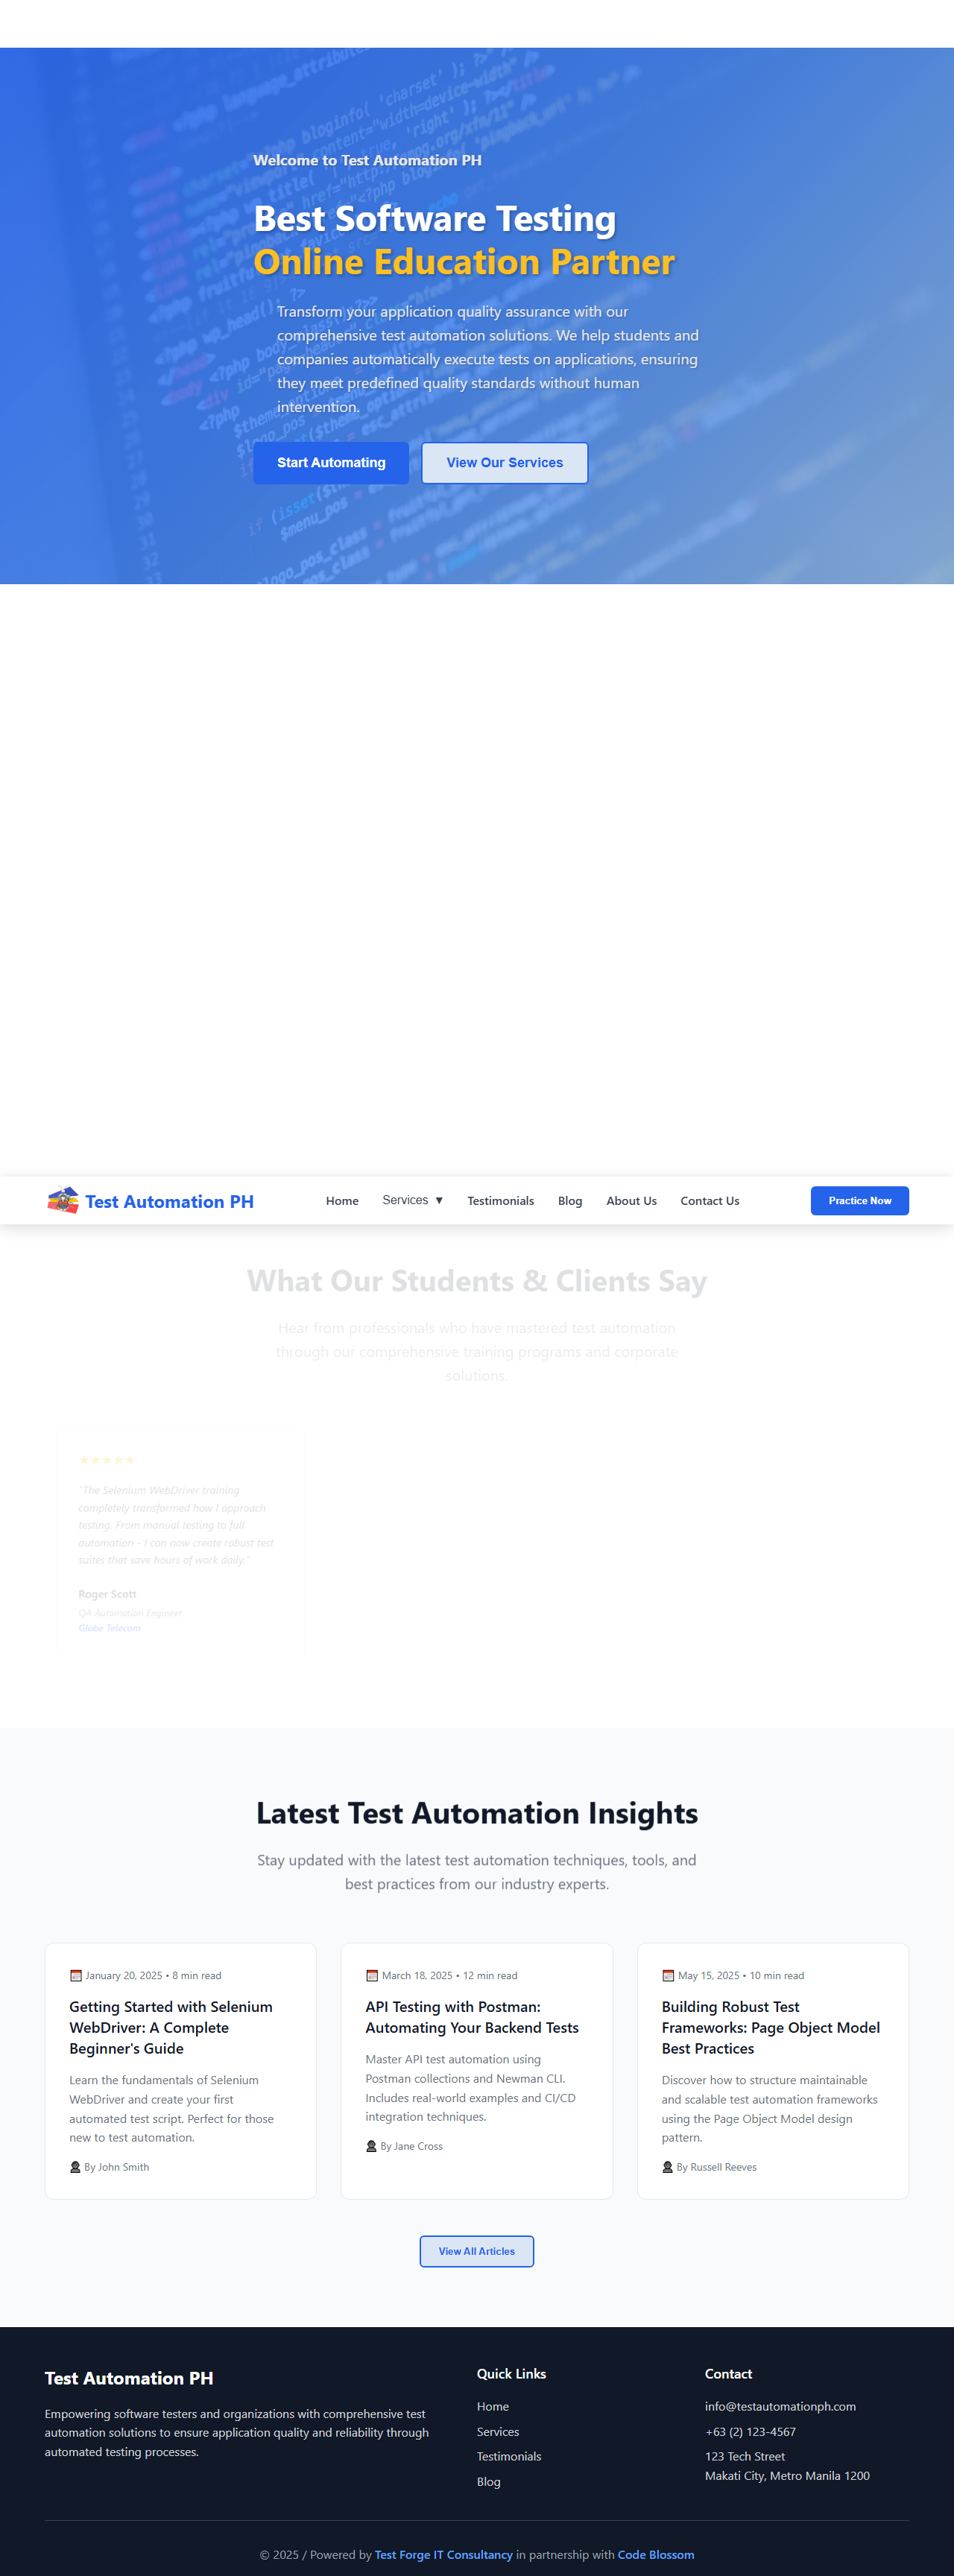 Welcome to Test Automation PH
Best Software Testing
Online Education Partner
Transform your application quality assurance with our
comprehensive test automation solutions. We help students and
companies automatically execute tests on applications, ensuring
they meet predefined quality standards without human
intervention.
Start Automating
View Our Services
Test Automation PH
Home
Services ▼
Testimonials
Blog
About Us
Contact Us
Practice Now
What Our Students & Clients Say
Hear from professionals who have mastered test automation
through our comprehensive training programs and corporate
solutions.
★★★★★
"The Selenium WebDriver training
completely transformed how I approach
testing. From manual testing to full
automation - I can now create robust test
suites that save hours of work daily."
Roger Scott
QA Automation Engineer
Globe Telecom
Latest Test Automation Insights
Stay updated with the latest test automation techniques, tools, and
best practices from our industry experts.
January 20, 2025 • 8 min read
Getting Started with Selenium
WebDriver: A Complete
Beginner's Guide
Learn the fundamentals of Selenium
WebDriver and create your first
automated test script. Perfect for those
new to test automation.
By John Smith
March 18, 2025 • 12 min read
API Testing with Postman:
Automating Your Backend Tests
Master API test automation using
Postman collections and Newman CLI.
Includes real-world examples and CI/CD
integration techniques.
By Jane Cross
May 15, 2025 • 10 min read
Building Robust Test
Frameworks: Page Object Model
Best Practices
Discover how to structure maintainable
and scalable test automation frameworks
using the Page Object Model design
pattern.
By Russell Reeves
View All Articles
Test Automation PH
Empowering software testers and organizations with comprehensive test
automation solutions to ensure application quality and reliability through
automated testing processes.
Quick Links
Home
Services
Testimonials
Blog
Contact
info@testautomationph.com
+63 (2) 123-4567
123 Tech Street
Makati City, Metro Manila 1200
© 2025 / Powered by Test Forge IT Consultancy in partnership with Code Blossom